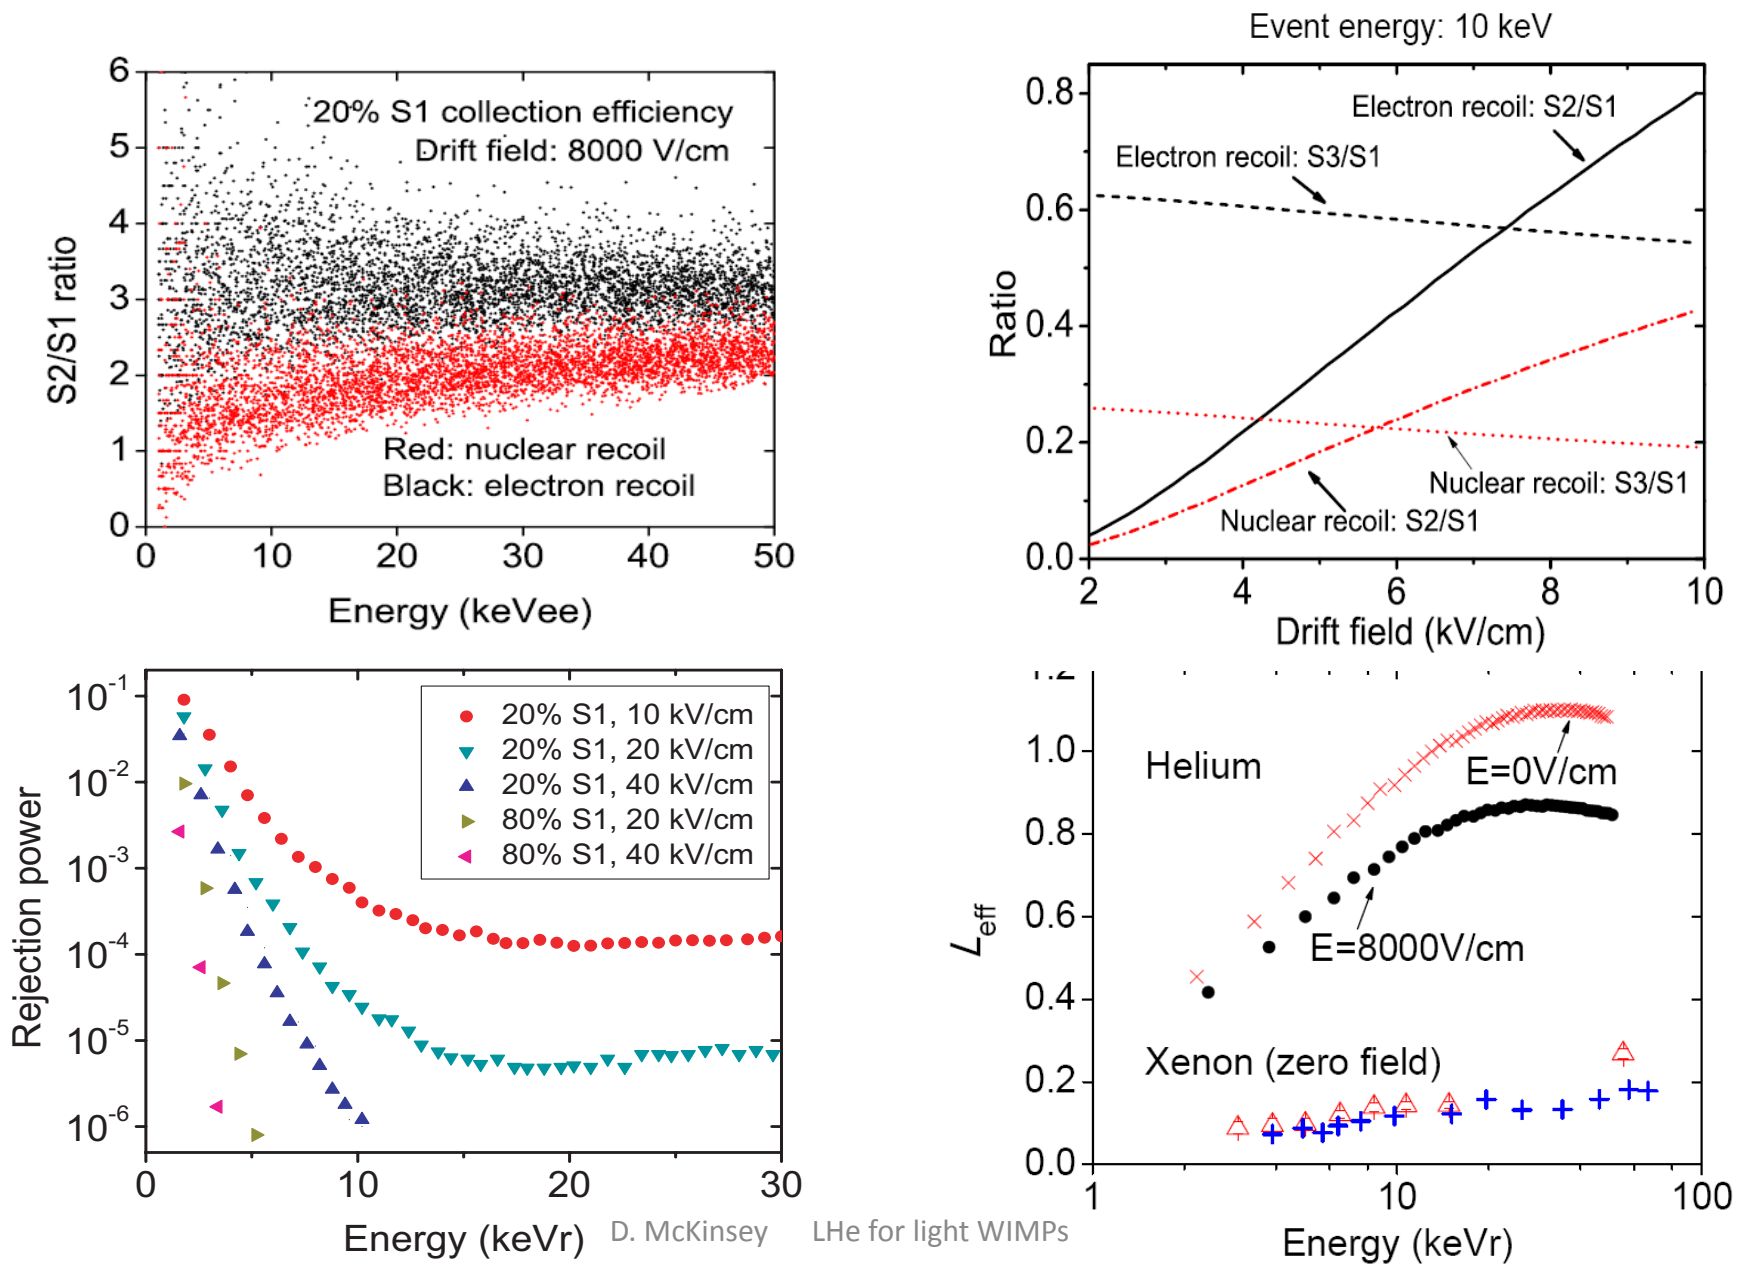 6
5
4
3
2
1
0
S2/S1 ratio
20% S1 collection efficiency
Drift field: 8000 V/cm
Red: nuclear recoil
Black: electron recoil
0 10 20 30 40 50
Energy (keVee)
Event energy: 10 keV
0.8
0.6
0.4
0.2
0.0
Ratio
Electron recoil: S2/S1
Electron recoil: S3/S1
Nuclear recoil: S3/S1
Nuclear recoil: S2/S1
2 4 6 8 10
Drift field (kV/cm)
10-1
10-2
10-3
10-4
10-5
10-6
Rejection power
20% S1, 10 kV/cm
20% S1, 20 kV/cm
20% S1, 40 kV/cm
80% S1, 20 kV/cm
80% S1, 40 kV/cm
0 10 20 30
Energy (keVr)
1.2
1.0
0.8
0.6
0.4
0.2
0.0
Leff
Helium
E=0V/cm
E=8000V/cm
Xenon (zero field)
1 10 100
Energy (keVr)
D. McKinsey LHe for light WIMPs